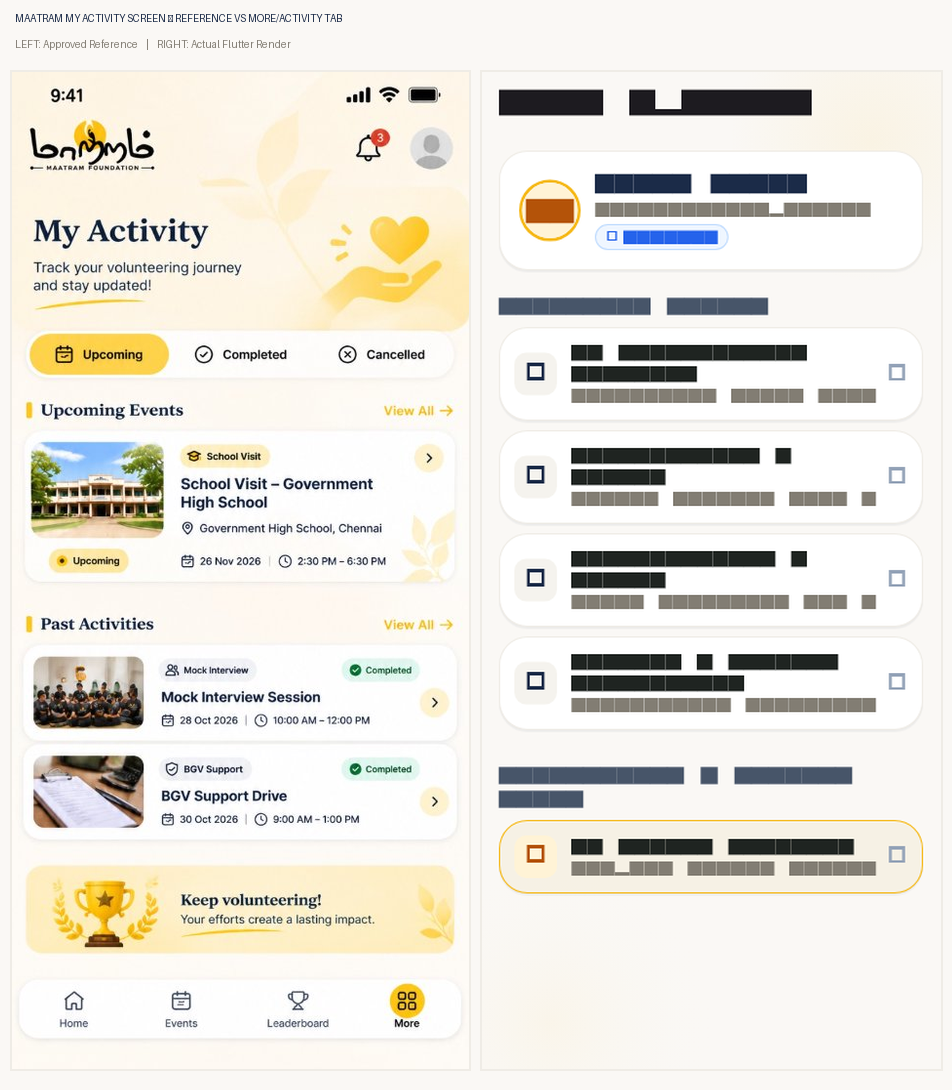 MAATRAM MY ACTIVITY SCREEN REFERENCE VS MORE/ACTIVITY TAB
LEFT: Approved Reference | RIGHT: Actual Flutter Render
9:41
மாற்றம்
MAATRAM FOUNDATION
3
My Activity
Track your volunteering journey
and stay updated!
Upcoming
Completed
Cancelled
Upcoming Events
View All →
School Visit
School Visit – Government
High School
Government High School, Chennai
Upcoming
26 Nov 2026 | 2:30 PM – 6:30 PM
Past Activities
View All →
Mock Interview
Completed
Mock Interview Session
28 Oct 2026 | 10:00 AM – 12:00 PM
BGV Support
Completed
BGV Support Drive
30 Oct 2026 | 9:00 AM – 1:00 PM
Keep volunteering!
Your efforts create a lasting impact.
Home
Events
Leaderboard
More